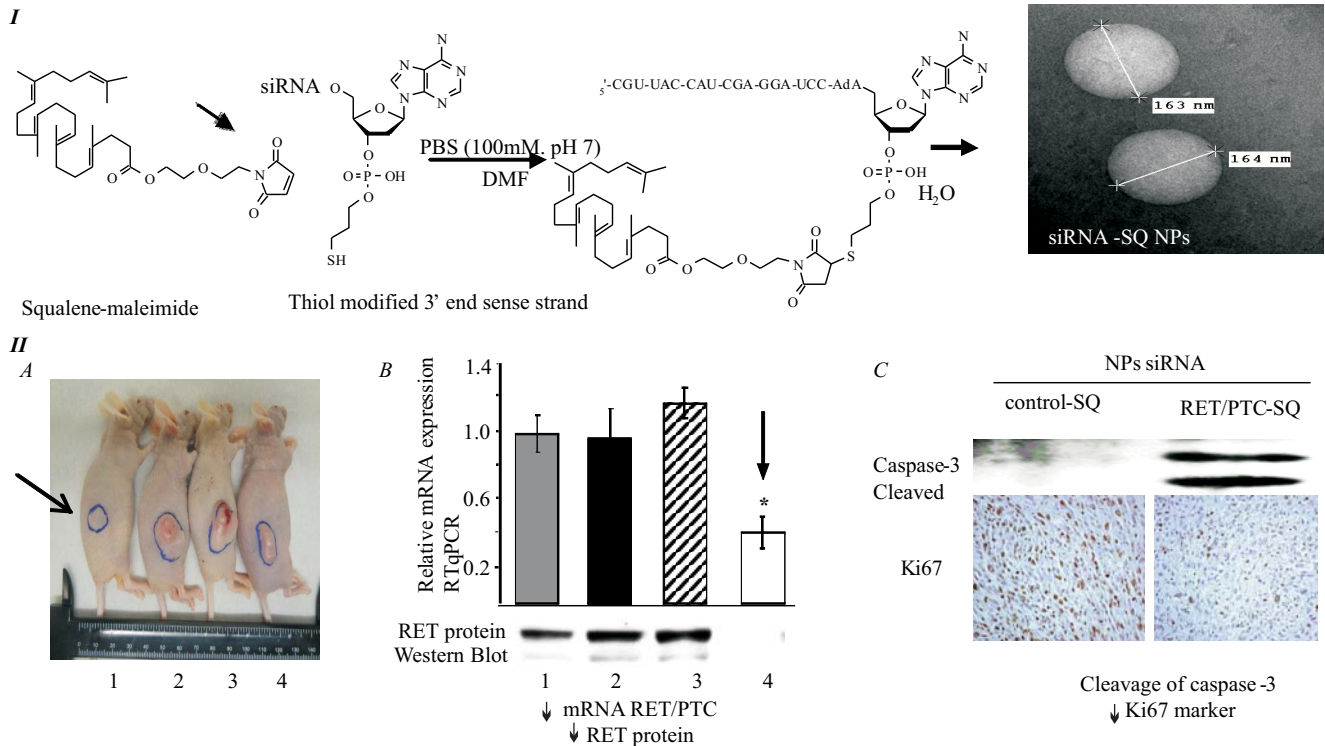 I
siRNA
PBS (100mM. pH 7)
DMF
5'-CGU-UAC-CAU-CGA-GGA-UCC-AdA
H2O
163 nm
164 nm
siRNA -SQ NPs
Squalene-maleimide
Thiol modified 3' end sense strand
O
O
O
N
O
O
N
N
N
N
N
O
O
O
O
P
OH
O
SH
O
O
O
N
O
O
S
N
N
N
N
N
O
O
O
O
P
OH
O
II
A
1
2
3
4
B
Relative mRNA expression
RTqPCR
1.4
1.0
0.6
0.2
*
RET protein
Western Blot
1
2
3
4
↓ mRNA RET/PTC
↓ RET protein
C
NPs siRNA
control-SQ
RET/PTC-SQ
Caspase-3
Cleaved
Ki67
Cleavage of caspase-3
↓ Ki67 marker